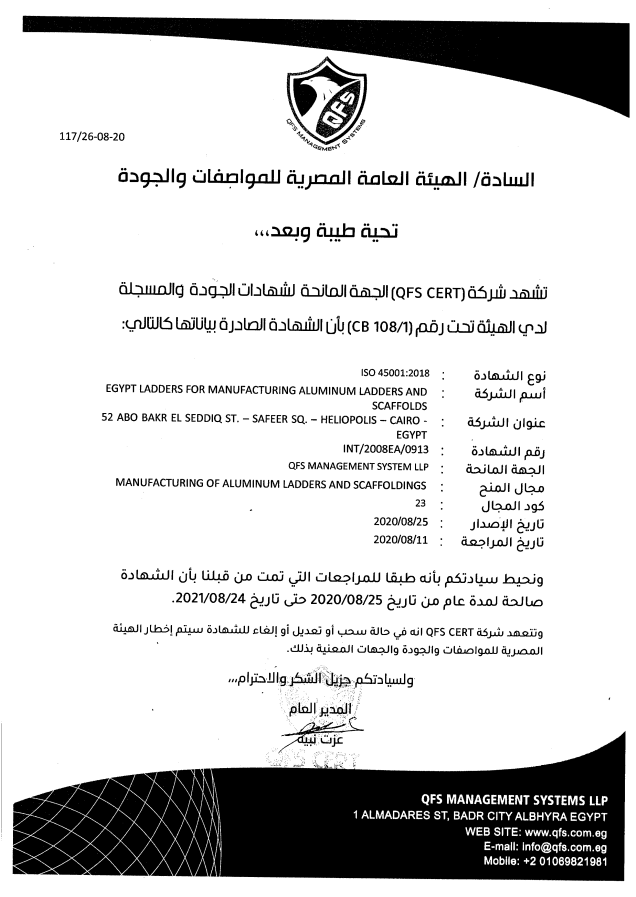 QFS
QFS MANAGEMENT SYSTEMS
117/26-08-20
السادة/ الهيئة العامة المصرية للمواصفات والجودة
تحية طيبة وبعد،،،
تشهد شركة (QFS CERT) الجهة المانحة لشهادات الجودة والمسجلة
لدي الهيئة تحت رقم (CB 108/1) بأن الشهادة الصادرة بياناتها كالتالي:
نوع الشهادة : ISO 45001:2018
أسم الشركة : EGYPT LADDERS FOR MANUFACTURING ALUMINUM LADDERS AND
SCAFFOLDS
عنوان الشركة : 52 ABO BAKR EL SEDDIQ ST. – SAFEER SQ. – HELIOPOLIS – CAIRO -
EGYPT
رقم الشهادة : INT/2008EA/0913
الجهة المانحة : QFS MANAGEMENT SYSTEM LLP
مجال المنح : MANUFACTURING OF ALUMINUM LADDERS AND SCAFFOLDINGS
كود المجال : 23
تاريخ الإصدار : 2020/08/25
تاريخ المراجعة : 2020/08/11
ونحيط سيادتكم بأنه طبقا للمراجعات التي تمت من قبلنا بأن الشهادة
صالحة لمدة عام من تاريخ 2020/08/25 حتى تاريخ 2021/08/24.
وتتعهد شركة QFS CERT انه في حالة سحب أو تعديل أو إلغاء للشهادة سيتم إخطار الهيئة
المصرية للمواصفات والجودة والجهات المعنية بذلك.
ولسيادتكم جزيل الشكر والاحترام،،،
المدير العام
عزت نبيه
QFS CERT
QFS MANAGEMENT SYSTEMS LLP
1 ALMADARES ST, BADR CITY ALBHYRA EGYPT
WEB SITE: www.qfs.com.eg
E-mail: info@qfs.com.eg
Mobile: +2 01069821981